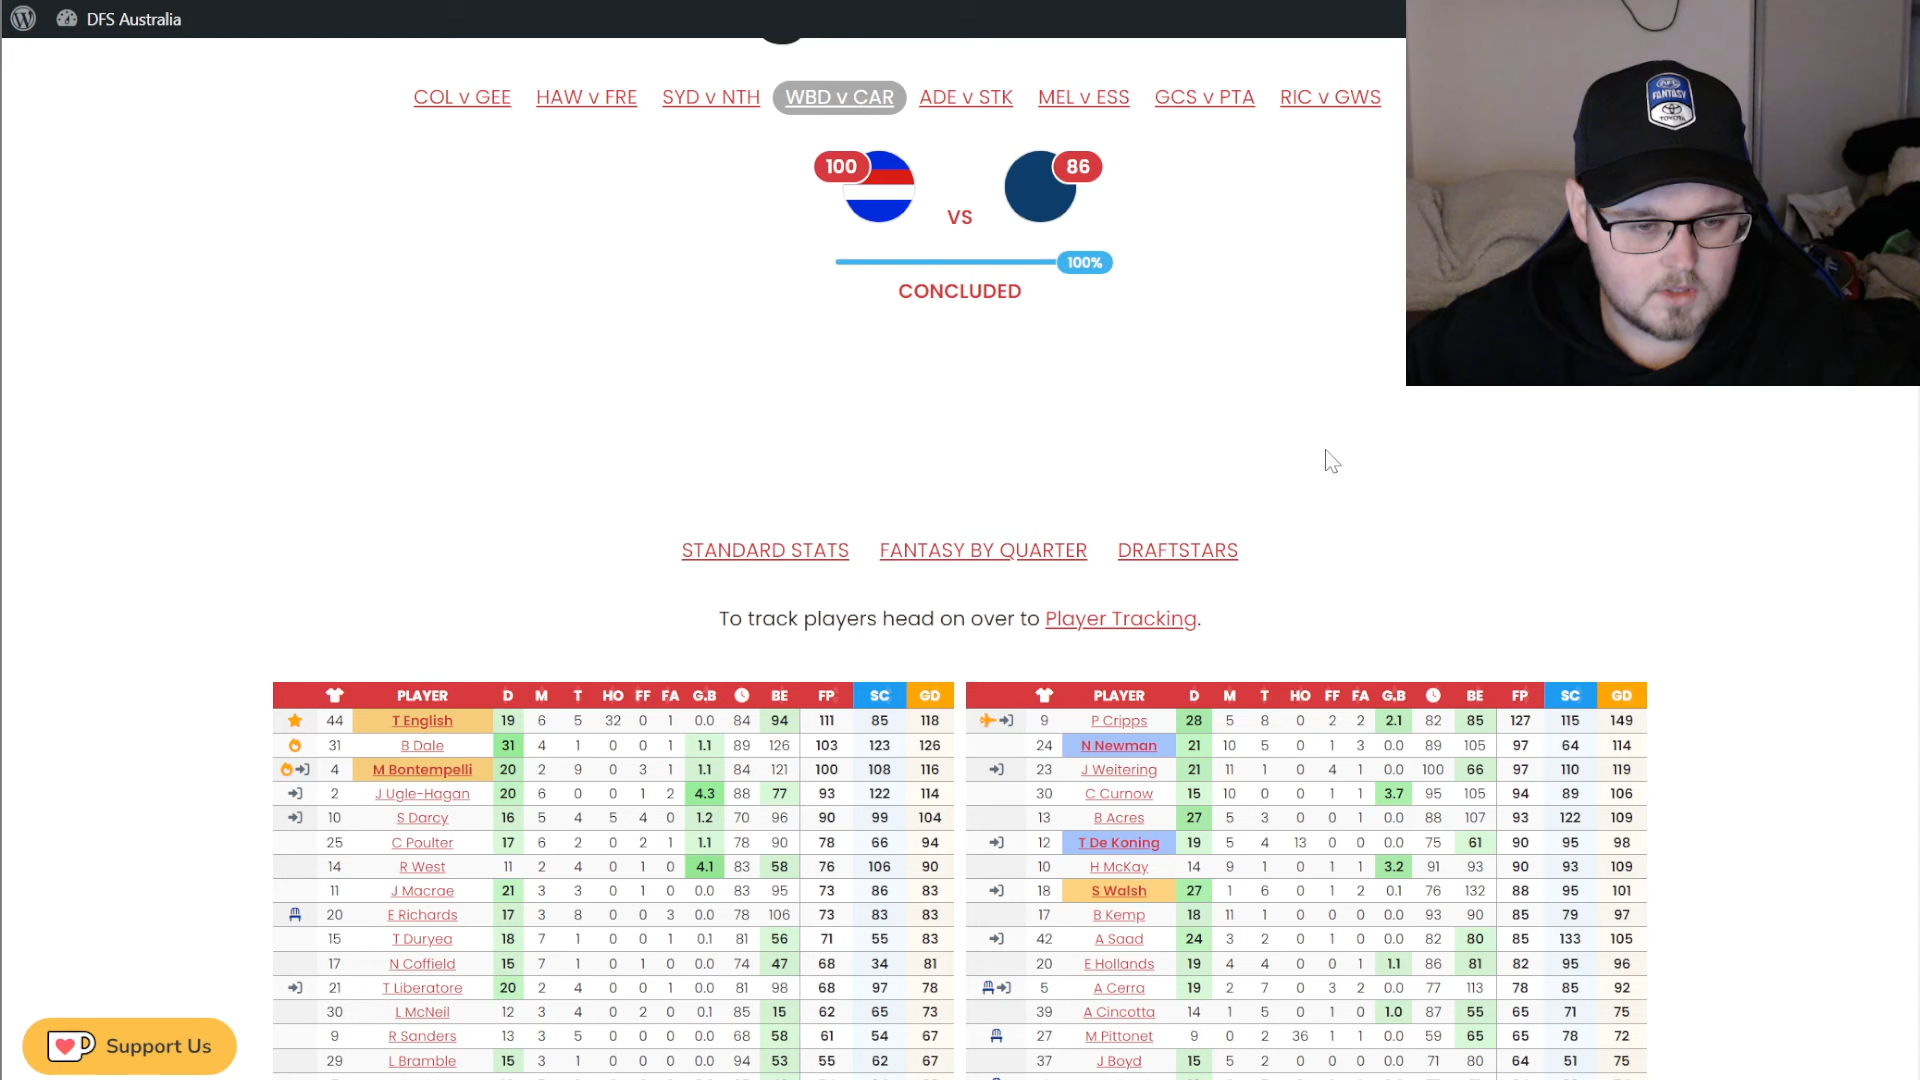 DFS Australia
COL v GEE HAW v FRE SYD v NTH WBD v CAR ADE v STK MEL v ESS GCS v PTA RIC v GWS
100 86
VS
100%
CONCLUDED
AFL
FANTASY
TOYOTA
STANDARD STATS FANTASY BY QUARTER DRAFTSTARS
To track players head on over to Player Tracking.
PLAYER D M T HO FF FA G.B BE FP SC GD
44 T English 19 6 5 32 0 1 0.0 84 94 111 85 118
31 B Dale 31 4 1 0 0 1 1.1 89 126 103 123 126
4 M Bontempelli 20 2 9 0 3 1 1.1 84 121 100 108 116
2 J Ugle-Hagan 20 6 0 0 1 2 4.3 88 77 93 122 114
10 S Darcy 16 5 4 5 4 0 1.2 70 96 90 99 104
25 C Poulter 17 6 2 0 2 1 1.1 78 90 78 66 94
14 R West 11 2 4 0 1 0 4.1 83 58 76 106 90
11 J Macrae 21 3 3 0 1 0 0.0 83 95 73 86 83
20 E Richards 17 3 8 0 0 3 0.0 78 106 73 83 83
15 T Duryea 18 7 1 0 0 1 0.1 81 56 71 55 83
17 N Coffield 15 7 1 0 1 0 0.0 74 47 68 34 81
21 T Liberatore 20 2 4 0 0 1 0.0 81 98 68 97 78
30 L McNeil 12 3 4 0 2 0 0.1 85 15 62 65 73
9 R Sanders 13 3 5 0 0 0 0.0 68 58 61 54 67
29 L Bramble 15 3 1 0 0 0 0.0 94 53 55 62 67
PLAYER D M T HO FF FA G.B BE FP SC GD
9 P Cripps 28 5 8 0 2 2 2.1 82 85 127 115 149
24 N Newman 21 10 5 0 1 3 0.0 89 105 97 64 114
23 J Weitering 21 11 1 0 4 1 0.0 100 66 97 110 119
30 C Curnow 15 10 0 0 1 1 3.7 95 105 94 89 106
13 B Acres 27 5 3 0 0 1 0.0 88 107 93 122 109
12 T De Koning 19 5 4 13 0 0 0.0 75 61 90 95 98
10 H McKay 14 9 1 0 1 1 3.2 91 93 90 93 109
18 S Walsh 27 1 6 0 1 2 0.1 76 132 88 95 101
17 B Kemp 18 11 1 0 0 0 0.0 93 90 85 79 97
42 A Saad 24 3 2 0 1 0 0.0 82 80 85 133 105
20 E Hollands 19 4 4 0 0 1 1.1 86 81 82 95 96
5 A Cerra 19 2 7 0 3 2 0.0 77 113 78 85 92
39 A Cincotta 14 1 5 0 1 0 1.0 87 55 65 71 75
27 M Pittonet 9 0 2 36 1 1 0.0 59 65 65 78 72
37 J Boyd 15 5 2 0 0 0 0.0 71 80 64 51 75
Support Us